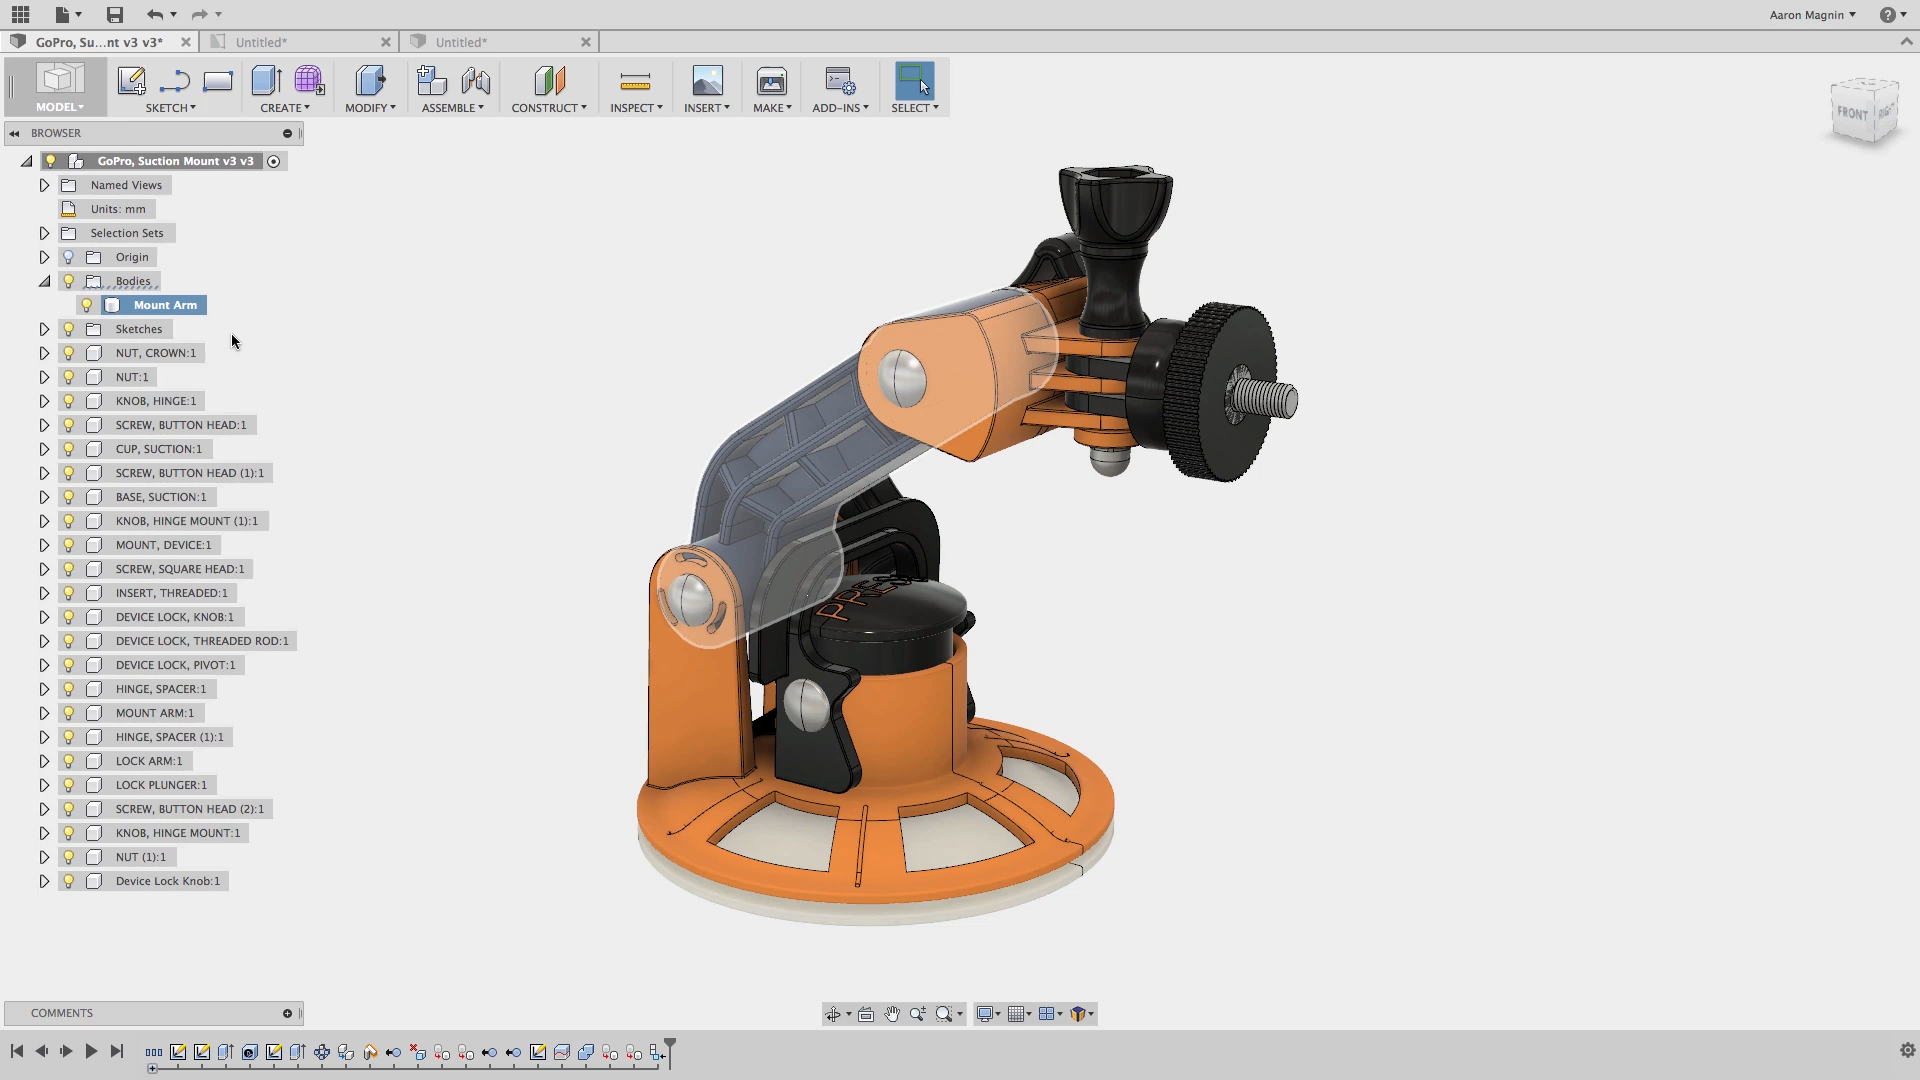 Aaron Magnin
GoPro, Su...nt v3 v3*
Untitled*
Untitled*
MODEL
SKETCH
CREATE
MODIFY
ASSEMBLE
CONSTRUCT
INSPECT
INSERT
MAKE
ADD-INS
SELECT
FRONT
RIGHT
BROWSER
GoPro, Suction Mount v3 v3
Named Views
Units: mm
Selection Sets
Origin
Bodies
Mount Arm
Sketches
NUT, CROWN:1
NUT:1
KNOB, HINGE:1
SCREW, BUTTON HEAD:1
CUP, SUCTION:1
SCREW, BUTTON HEAD (1):1
BASE, SUCTION:1
KNOB, HINGE MOUNT (1):1
MOUNT, DEVICE:1
SCREW, SQUARE HEAD:1
INSERT, THREADED:1
DEVICE LOCK, KNOB:1
DEVICE LOCK, THREADED ROD:1
DEVICE LOCK, PIVOT:1
HINGE, SPACER:1
MOUNT ARM:1
HINGE, SPACER (1):1
LOCK ARM:1
LOCK PLUNGER:1
SCREW, BUTTON HEAD (2):1
KNOB, HINGE MOUNT:1
NUT (1):1
Device Lock Knob:1
COMMENTS